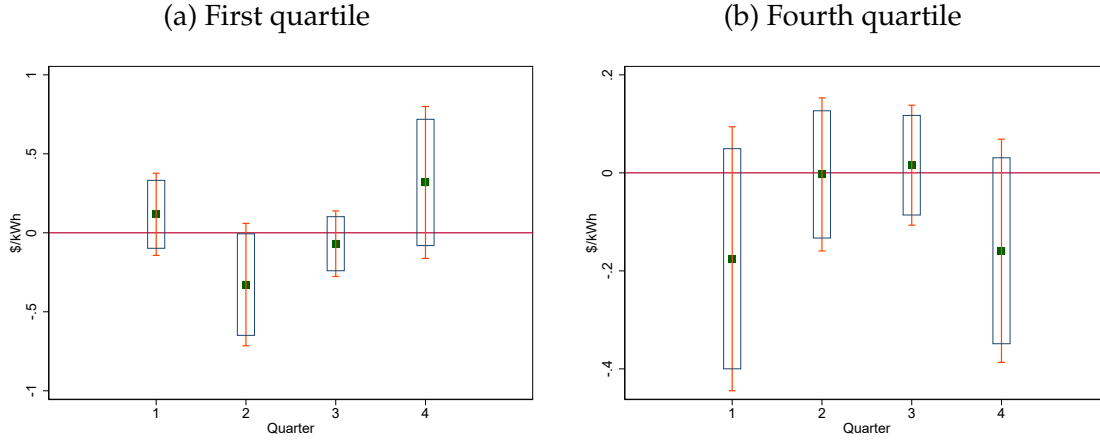 (a) First quartile
$/kWh
1
.5
0
-.5
-1
1 2 3 4
Quarter
(b) Fourth quartile
$/kWh
.2
0
-.2
-.4
1 2 3 4
Quarter